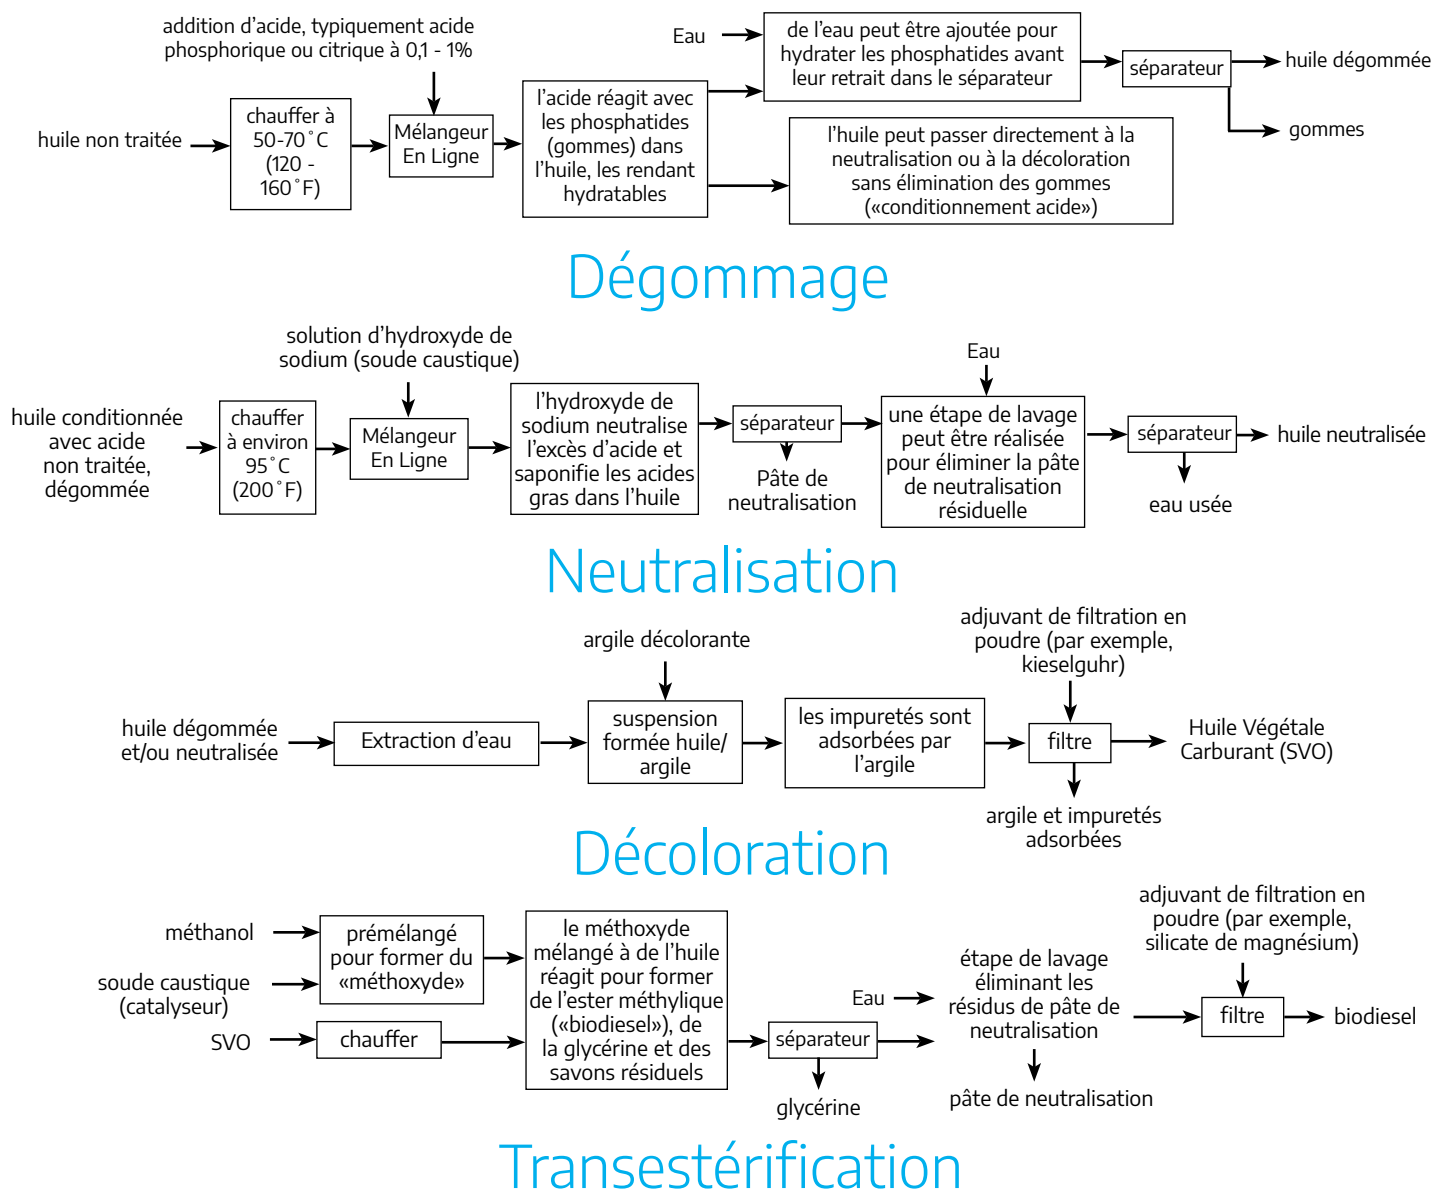 addition d'acide, typiquement acide
phosphorique ou citrique à 0,1 - 1%
huile non traitée
chauffer à
50-70˚C
(120 -
160˚F)
Mélangeur
En Ligne
l'acide réagit avec
les phosphatides
(gommes) dans
l'huile, les rendant
hydratables
Eau
de l'eau peut être ajoutée pour
hydrater les phosphatides avant
leur retrait dans le séparateur
séparateur
huile dégommée
gommes
l'huile peut passer directement à la
neutralisation ou à la décoloration
sans élimination des gommes
(«conditionnement acide»)
Dégommage
solution d'hydroxyde de
sodium (soude caustique)
huile conditionnée
avec acide
non traitée,
dégommée
chauffer
à environ
95˚C
(200˚F)
Mélangeur
En Ligne
l'hydroxyde de
sodium neutralise
l'excès d'acide et
saponifie les acides
gras dans l'huile
séparateur
Pâte de
neutralisation
Eau
une étape de lavage
peut être réalisée
pour éliminer la pâte
de neutralisation
résiduelle
séparateur
huile neutralisée
eau usée
Neutralisation
argile décolorante
adjuvant de filtration en
poudre (par exemple,
kieselguhr)
huile dégommée
et/ou neutralisée
Extraction d'eau
suspension
formée huile/
argile
les impuretés sont
adsorbées par
l'argile
filtre
Huile Végétale
Carburant (SVO)
argile et impuretés
adsorbées
Décoloration
méthanol
soude caustique
(catalyseur)
SVO
prémélangé
pour former du
«méthoxyde»
chauffer
le méthoxyde
mélangé à de l'huile
réagit pour former
de l'ester méthylique
(«biodiesel»), de
la glycérine et des
savons résiduels
séparateur
glycérine
Eau
étape de lavage
éliminant les
résidus de pâte de
neutralisation
pâte de neutralisation
adjuvant de filtration en
poudre (par exemple,
silicate de magnésium)
filtre
biodiesel
Transestérification